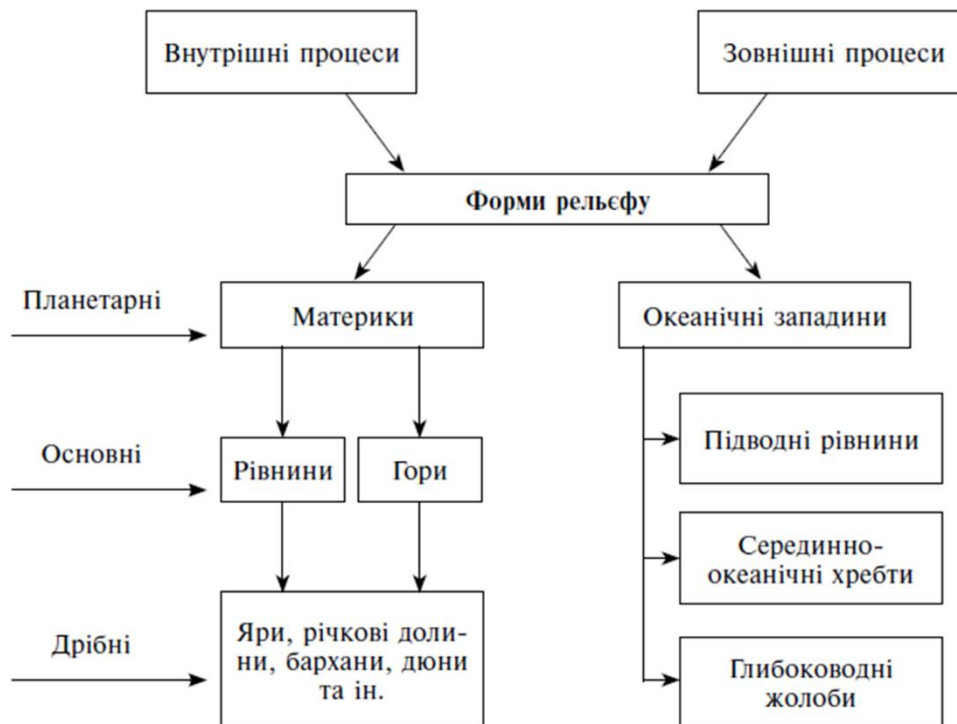 Внутрішні процеси
Зовнішні процеси
Форми рельєфу
Планетарні
Материки
Океанічні западини
Основні
Рівнини
Гори
Підводні рівнини
Серединно-
океанічні хребти
Дрібні
Яри, річкові доли-
ни, бархани, дюни
та ін.
Глибоководні
жолоби